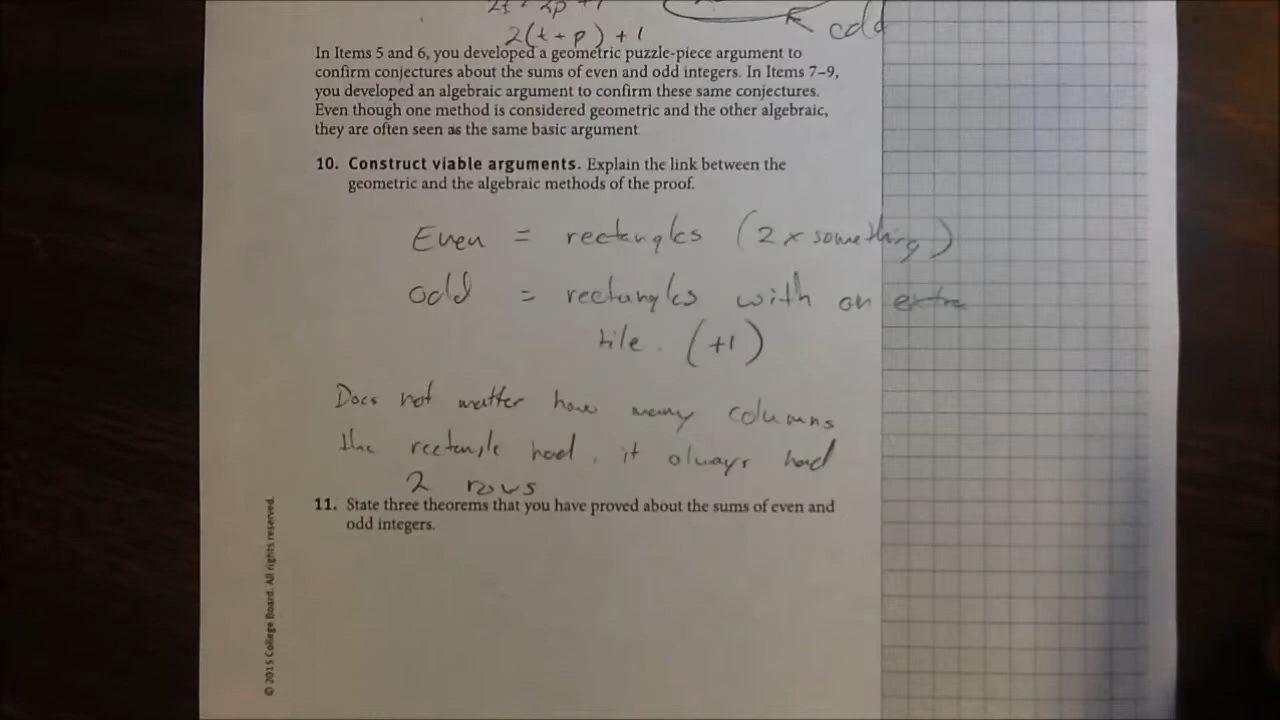 2(t + p) + 1
odd
In Items 5 and 6, you developed a geometric puzzle-piece argument to
confirm conjectures about the sums of even and odd integers. In Items 7–9,
you developed an algebraic argument to confirm these same conjectures.
Even though one method is considered geometric and the other algebraic,
they are often seen as the same basic argument.
10. Construct viable arguments. Explain the link between the
geometric and the algebraic methods of the proof.
Even = rectangles (2 x something)
odd = rectangles with an extra
tile. (+1)
Does not matter how many columns
the rectangle had, it always had
2 rows
11. State three theorems that you have proved about the sums of even and
odd integers.
© 2015 College Board. All rights reserved.